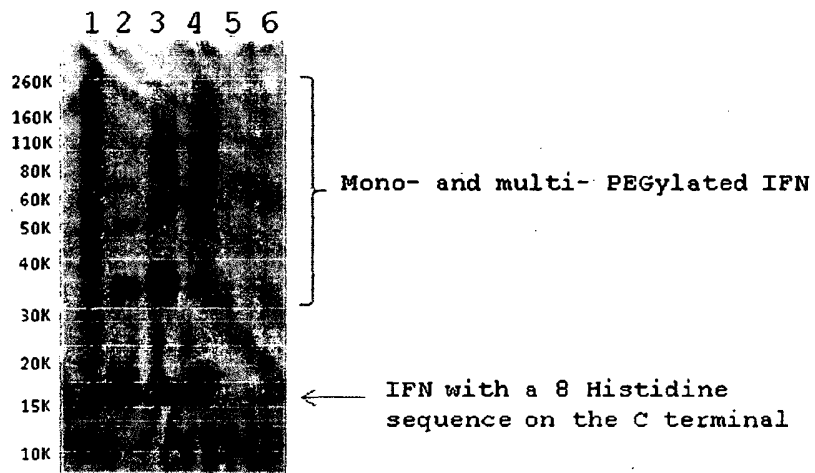 1 2 3 4 5 6
260K
160K
110K
80K
60K
50K
40K
30K
20K
15K
10K
Mono- and multi- PEGylated IFN
IFN with a 8 Histidine
sequence on the C terminal